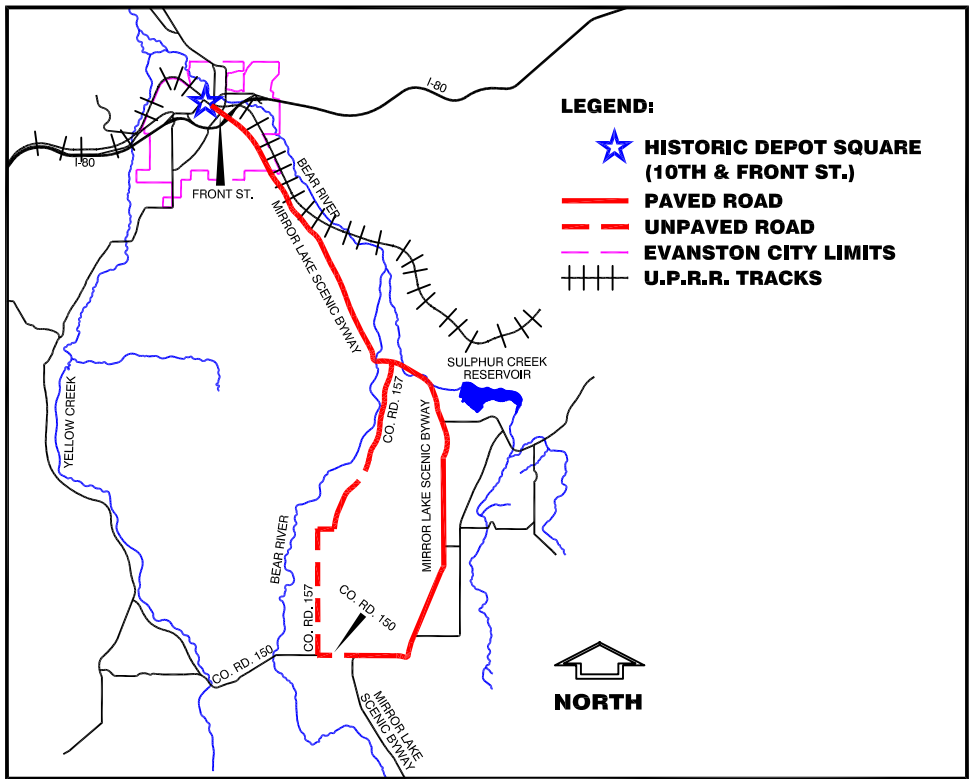 I-80
I-80
FRONT ST.
BEAR RIVER
MIRROR LAKE SCENIC BYWAY
LEGEND:
HISTORIC DEPOT SQUARE
(10TH & FRONT ST.)
PAVED ROAD
UNPAVED ROAD
EVANSTON CITY LIMITS
U.P.R.R. TRACKS
SULPHUR CREEK
RESERVOIR
CO. RD. 157
YELLOW CREEK
MIRROR LAKE SCENIC BYWAY
BEAR RIVER
CO. RD. 157
CO. RD. 150
CO. RD. 150
MIRROR LAKE
SCENIC BYWAY
NORTH